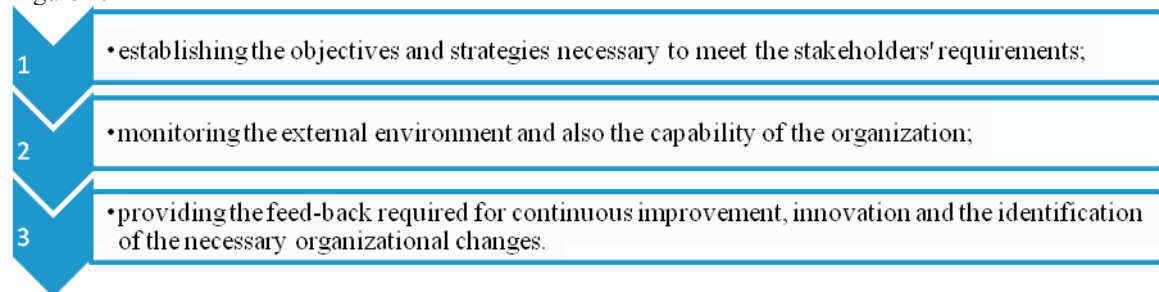 1
•establishing the objectives and strategies necessary to meet the stakeholders' requirements;
2
•monitoring the external environment and also the capability of the organization;
3
•providing the feed-back required for continuous improvement, innovation and the identification
of the necessary organizational changes.